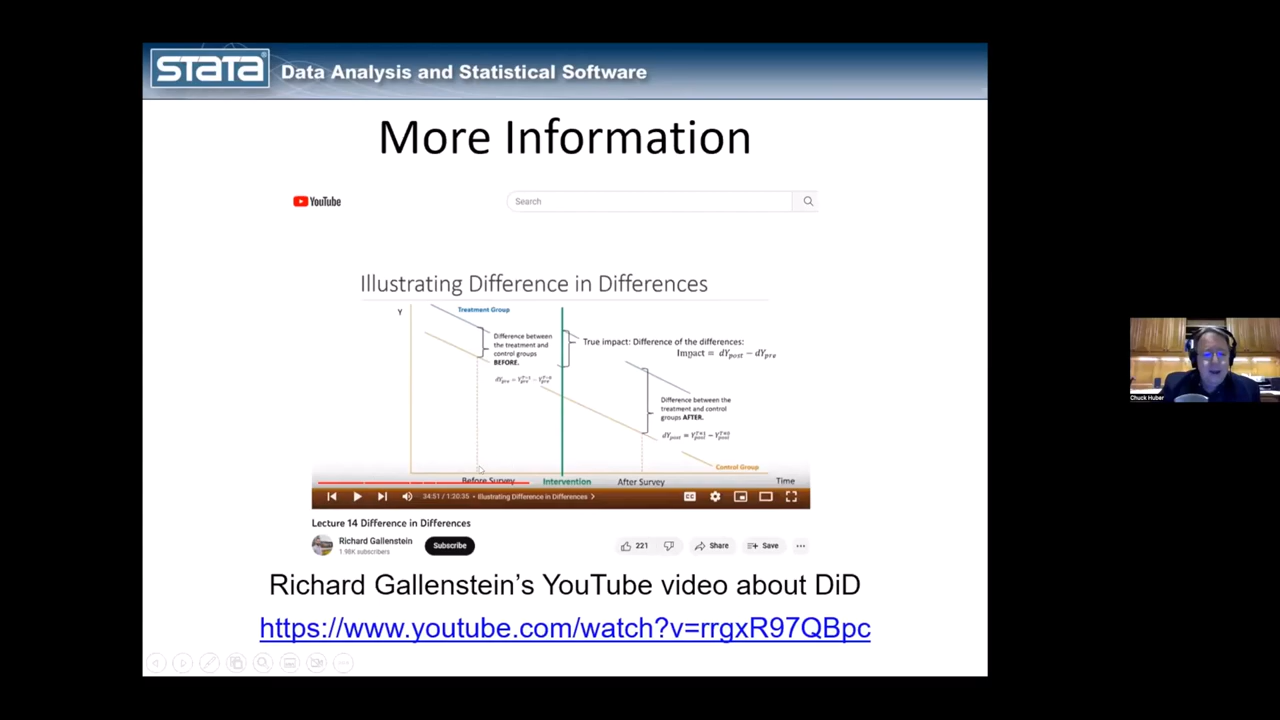 STATA
Data Analysis and Statistical Software
More Information
YouTube
Search
Illustrating Difference in Differences
Y
Treatment Group
Difference between
the treatment and
control groups
BEFORE.
True impact: Difference of the differences:
Impact = dYpost − dYpre
Difference between the
treatment and control
groups AFTER.
Control Group
Before Survey
Intervention
After Survey
Time
34:51 / 1:20:35 • Illustrating Difference in Differences >
CC
Lecture 14 Difference in Differences
Richard Gallenstein
1.98K subscribers
Subscribe
221
Share
Save
Richard Gallenstein's YouTube video about DiD
https://www.youtube.com/watch?v=rrgxR97QBpc
Chuck Huber